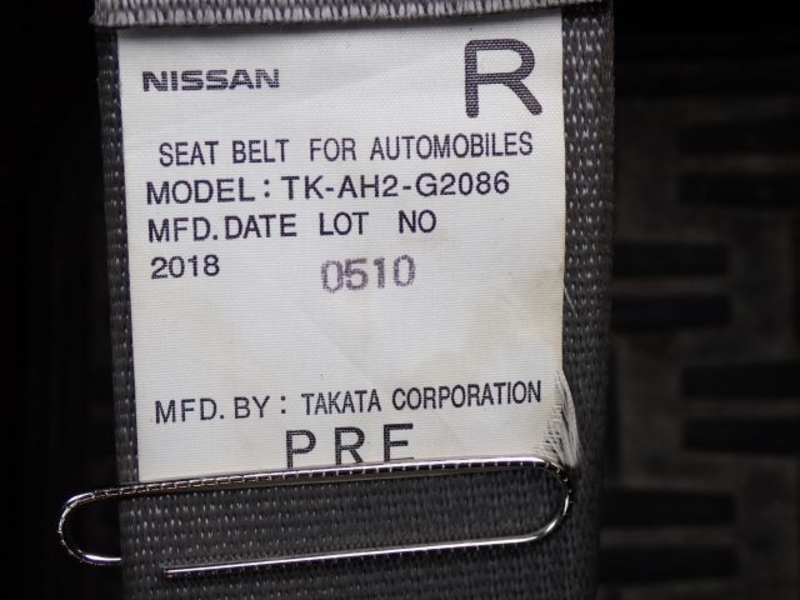 NISSAN R
SEAT BELT FOR AUTOMOBILES
MODEL: TK-AH2-G2086
MFD. DATE LOT NO
2018 0510
MFD. BY: TAKATA CORPORATION
PRE